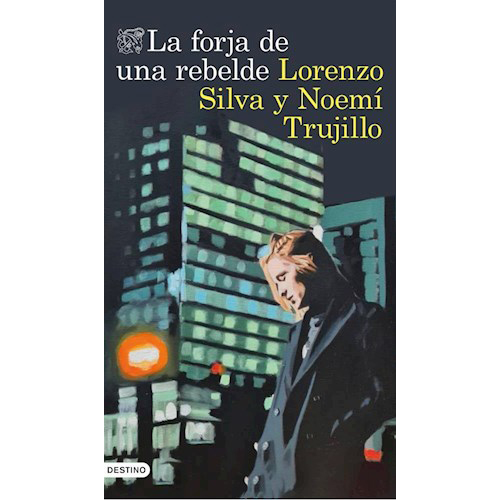 La forja de
una rebelde Lorenzo
Silva y Noemí
Trujillo
DESTINO